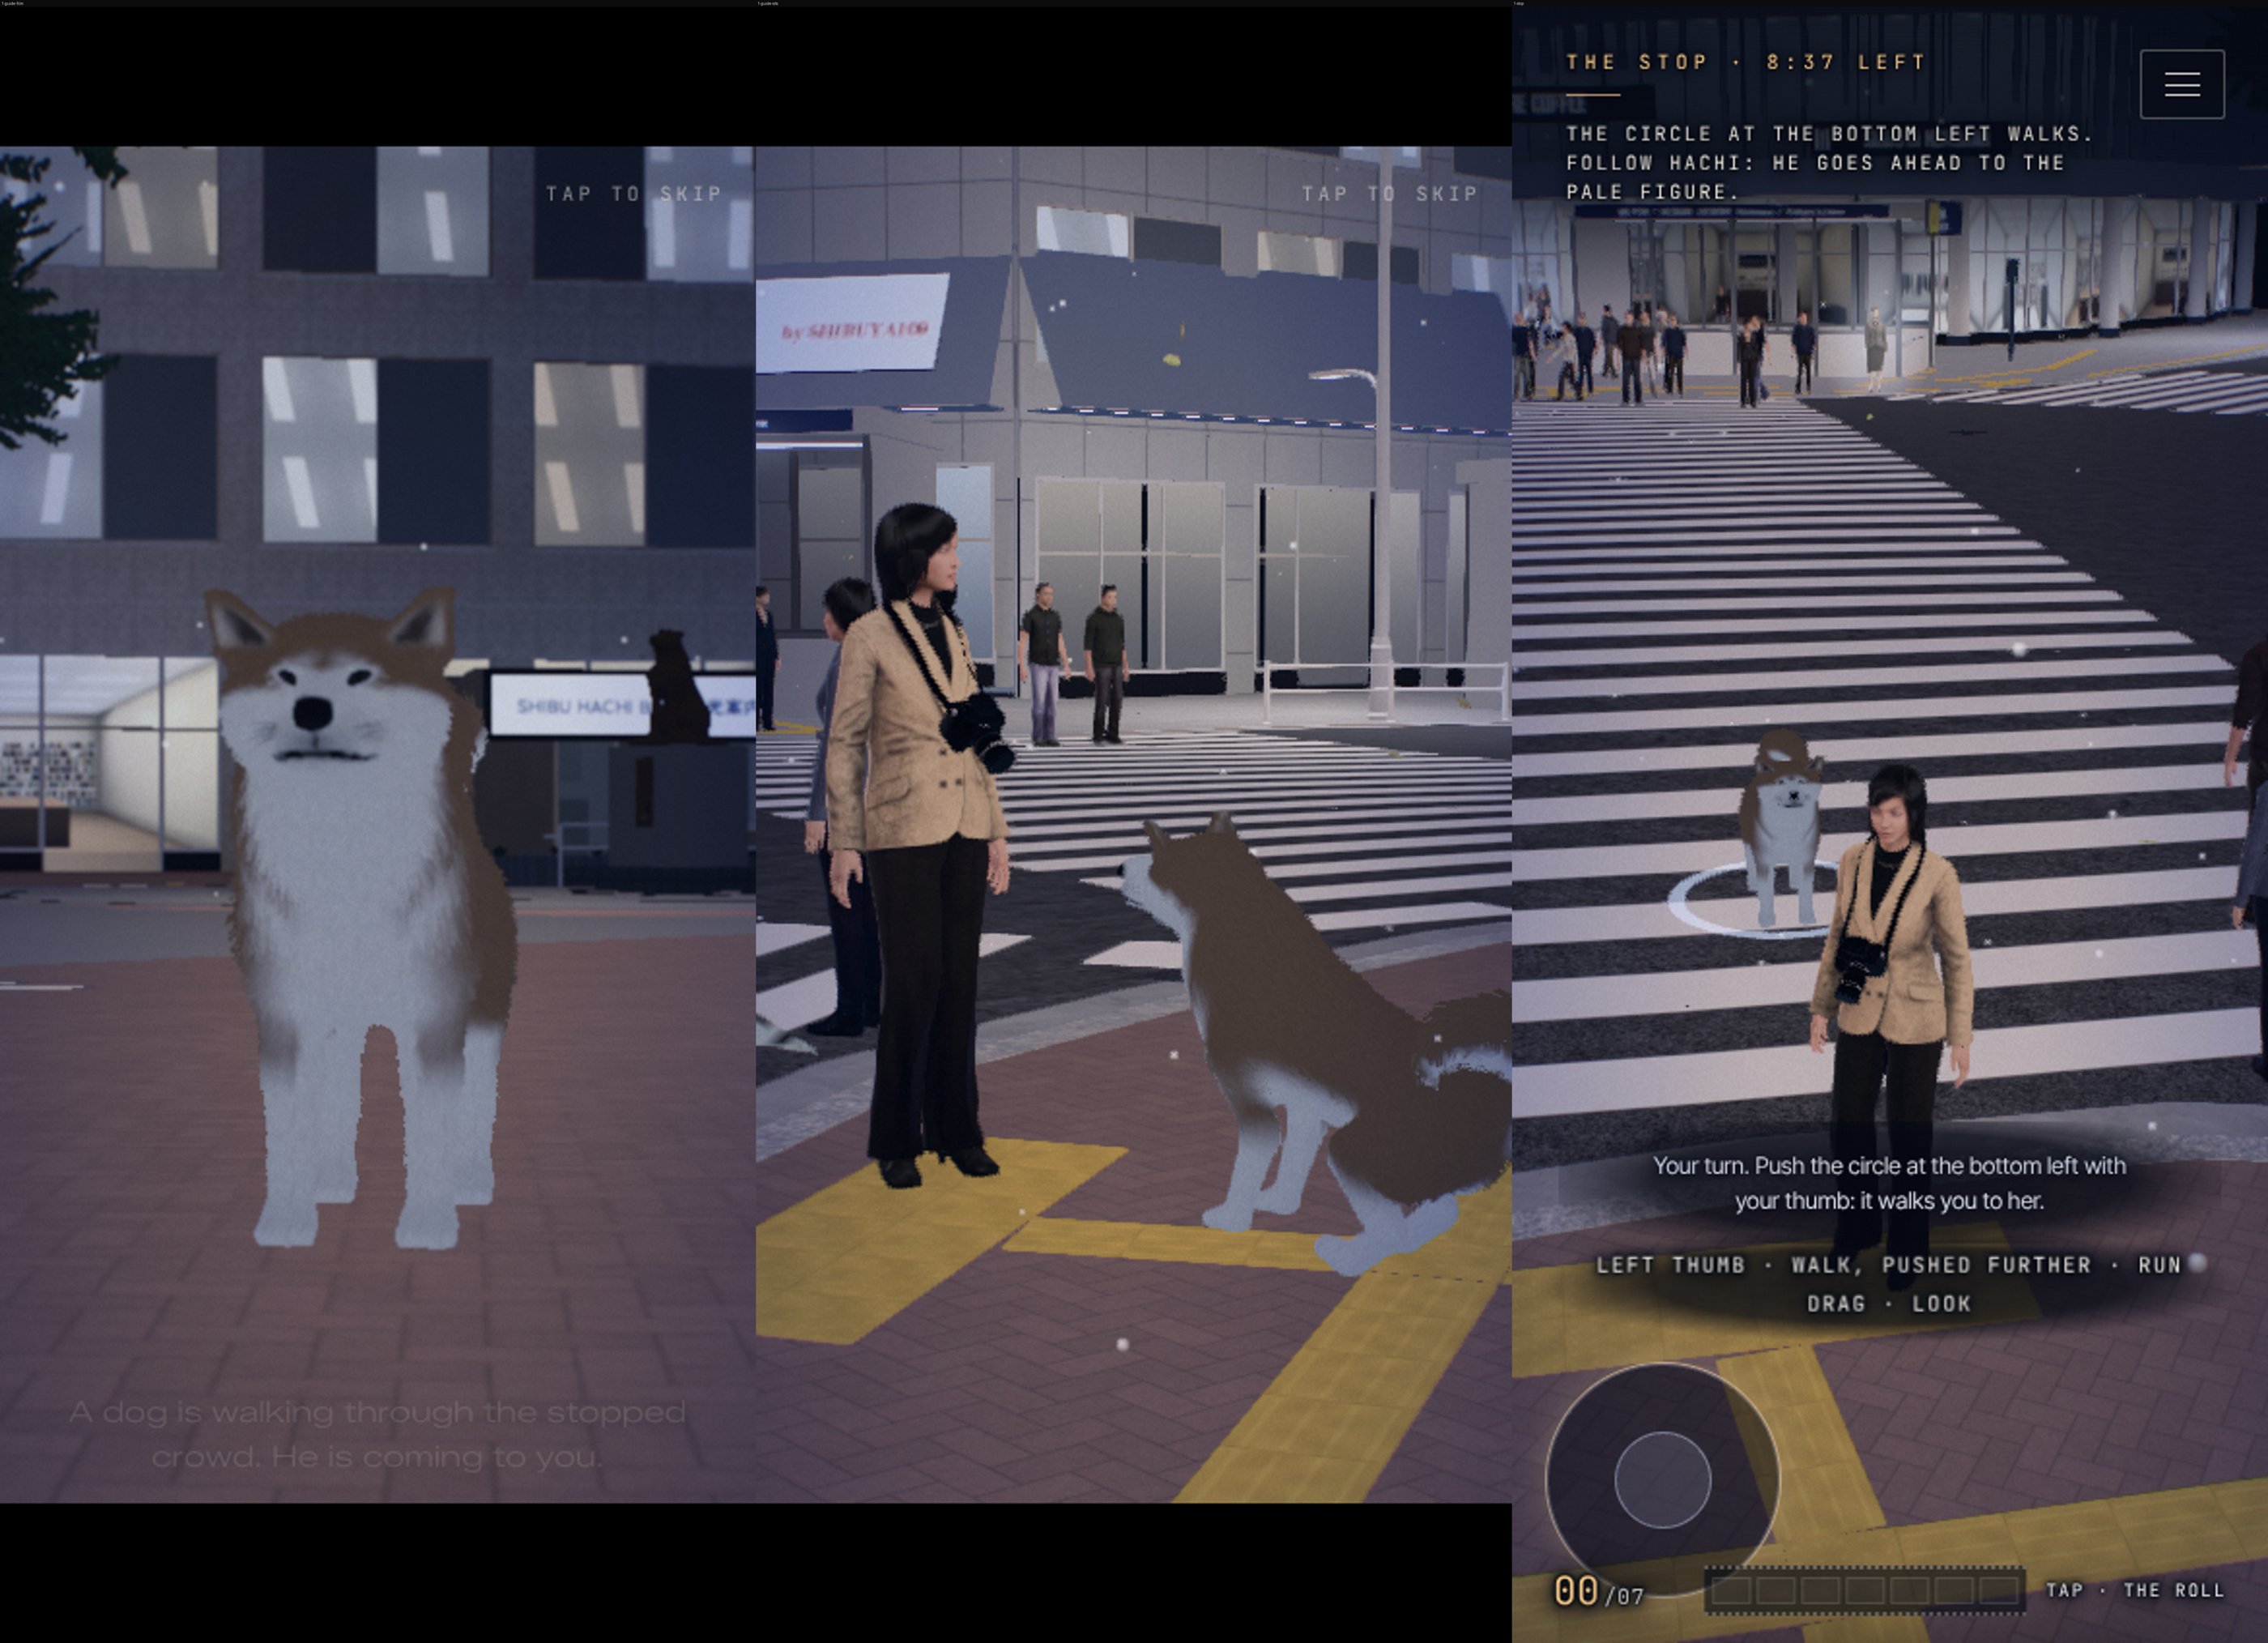 TAP TO SKIP
SHIBU HACHI B
光案内
A dog is walking through the stopped
crowd. He is coming to you.
TAP TO SKIP
by SHIBUYA109
THE STOP · 8:37 LEFT
THE CIRCLE AT THE BOTTOM LEFT WALKS.
FOLLOW HACHI: HE GOES AHEAD TO THE
PALE FIGURE.
Your turn. Push the circle at the bottom left with
your thumb: it walks you to her.
LEFT THUMB · WALK, PUSHED FURTHER · RUN
DRAG · LOOK
00/07
TAP · THE ROLL